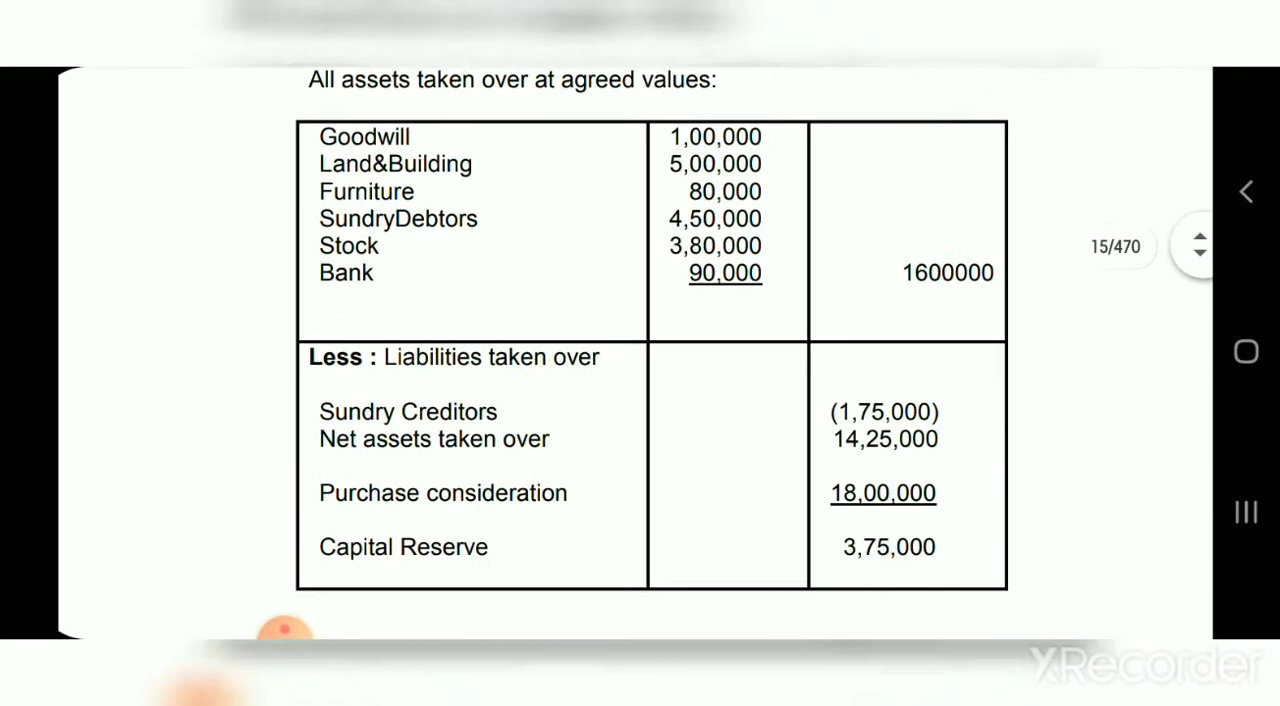 All assets taken over at agreed values:
Goodwill 1,00,000
Land&Building 5,00,000
Furniture 80,000
SundryDebtors 4,50,000
Stock 3,80,000
Bank 90,000 1600000
15/470
Less : Liabilities taken over
Sundry Creditors (1,75,000)
Net assets taken over 14,25,000
Purchase consideration 18,00,000
Capital Reserve 3,75,000
XRecorder